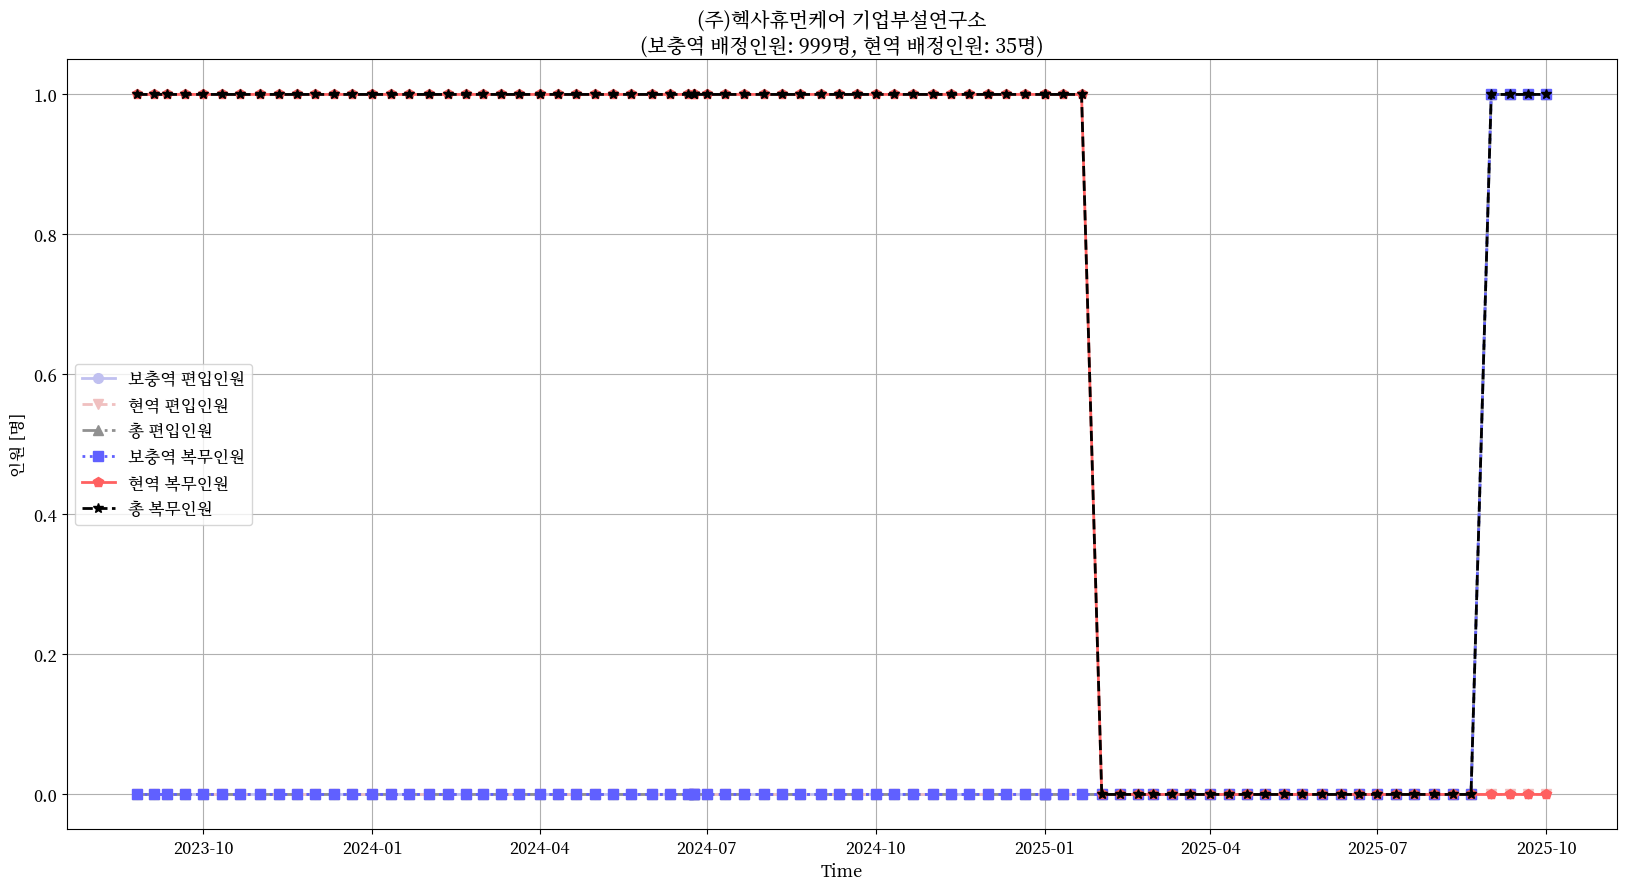 (주)헥사휴먼케어 기업부설연구소
(보충역 배정인원: 999명, 현역 배정인원: 35명)
인원 [명]
1.0
0.8
0.6
0.4
0.2
0.0
보충역 편입인원
현역 편입인원
총 편입인원
보충역 복무인원
현역 복무인원
총 복무인원
2023-10
2024-01
2024-04
2024-07
2024-10
2025-01
2025-04
2025-07
2025-10
Time